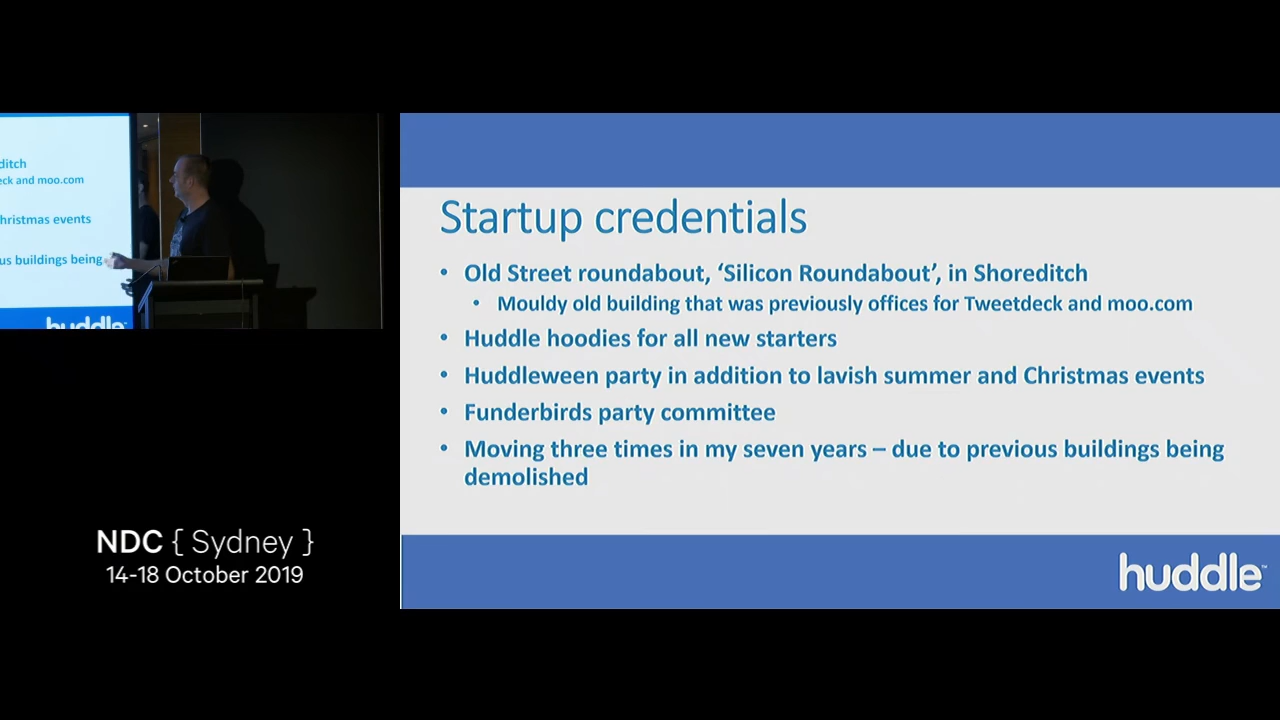 ditch
eck and moo.com
hristmas events
us buildings being
huddle
NDC { Sydney }
14-18 October 2019
Startup credentials
• Old Street roundabout, ‘Silicon Roundabout’, in Shoreditch
• Mouldy old building that was previously offices for Tweetdeck and moo.com
• Huddle hoodies for all new starters
• Huddleween party in addition to lavish summer and Christmas events
• Funderbirds party committee
• Moving three times in my seven years – due to previous buildings being
demolished
huddle™